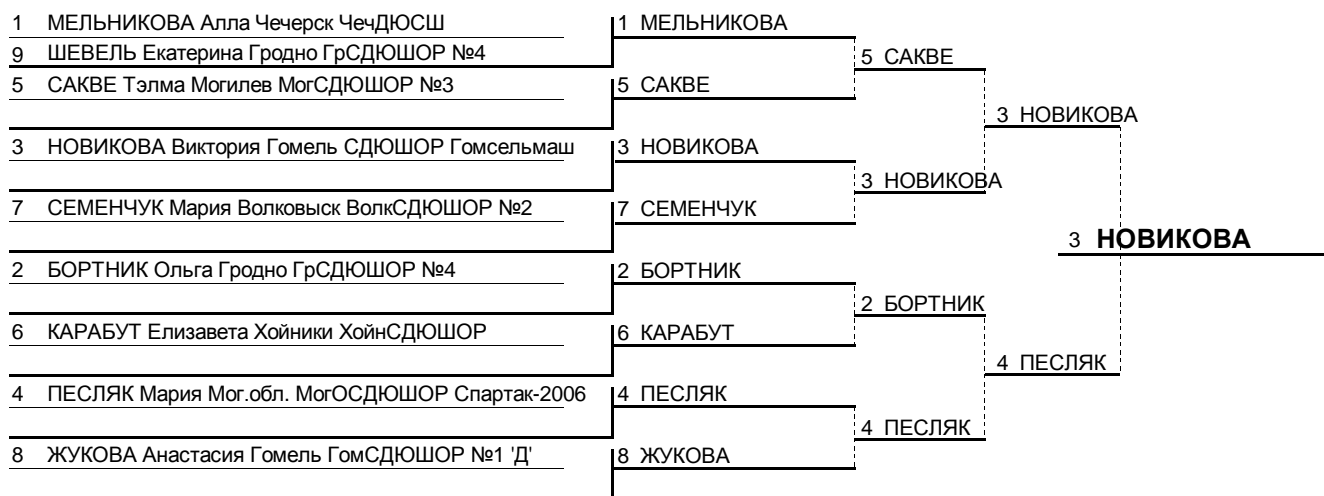 1 МЕЛЬНИКОВА Алла Чечерск ЧечДЮСШ 1 МЕЛЬНИКОВА
9 ШЕВЕЛЬ Екатерина Гродно ГрСДЮШОР №4 5 САКВЕ
5 САКВЕ Тэлма Могилев МогСДЮШОР №3 5 САКВЕ
3 НОВИКОВА
3 НОВИКОВА Виктория Гомель СДЮШОР Гомсельмаш 3 НОВИКОВА
3 НОВИКОВА
7 СЕМЕНЧУК Мария Волковыск ВолкСДЮШОР №2 7 СЕМЕНЧУК
3 НОВИКОВА
2 БОРТНИК Ольга Гродно ГрСДЮШОР №4 2 БОРТНИК
2 БОРТНИК
6 КАРАБУТ Елизавета Хойники ХойнСДЮШОР 6 КАРАБУТ
4 ПЕСЛЯК
4 ПЕСЛЯК Мария Мог.обл. МогОСДЮШОР Спартак-2006 4 ПЕСЛЯК
4 ПЕСЛЯК
8 ЖУКОВА Анастасия Гомель ГомСДЮШОР №1 'Д' 8 ЖУКОВА